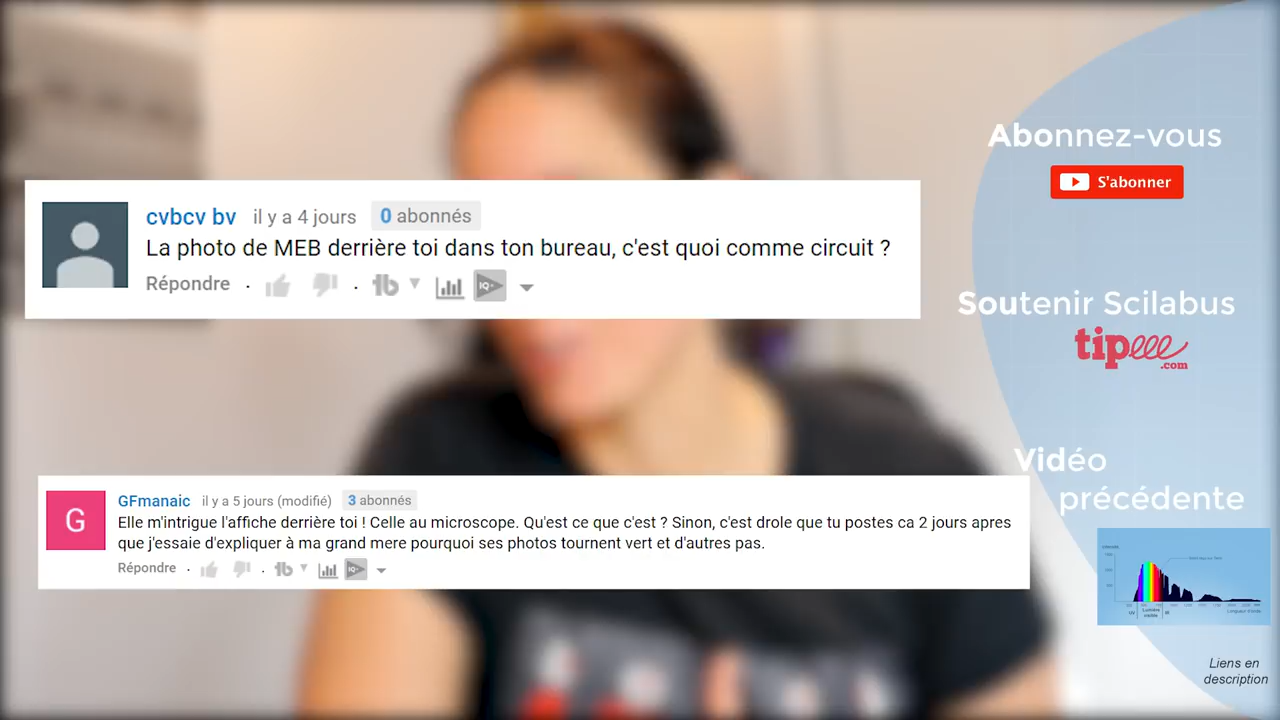 Abonnez-vous
S'abonner
cvbcv bv il y a 4 jours 0 abonnés
La photo de MEB derrière toi dans ton bureau, c'est quoi comme circuit ?
Répondre
Soutenir Scilabus
tipeee
.com
Vidéo
précédente
GFmanaic il y a 5 jours (modifié) 3 abonnés
G
Elle m'intrigue l'affiche derrière toi ! Celle au microscope. Qu'est ce que c'est ? Sinon, c'est drole que tu postes ca 2 jours apres
que j'essaie d'expliquer à ma grand mere pourquoi ses photos tournent vert et d'autres pas.
Répondre
UV
Lumière
visible
IR
Liens en
description